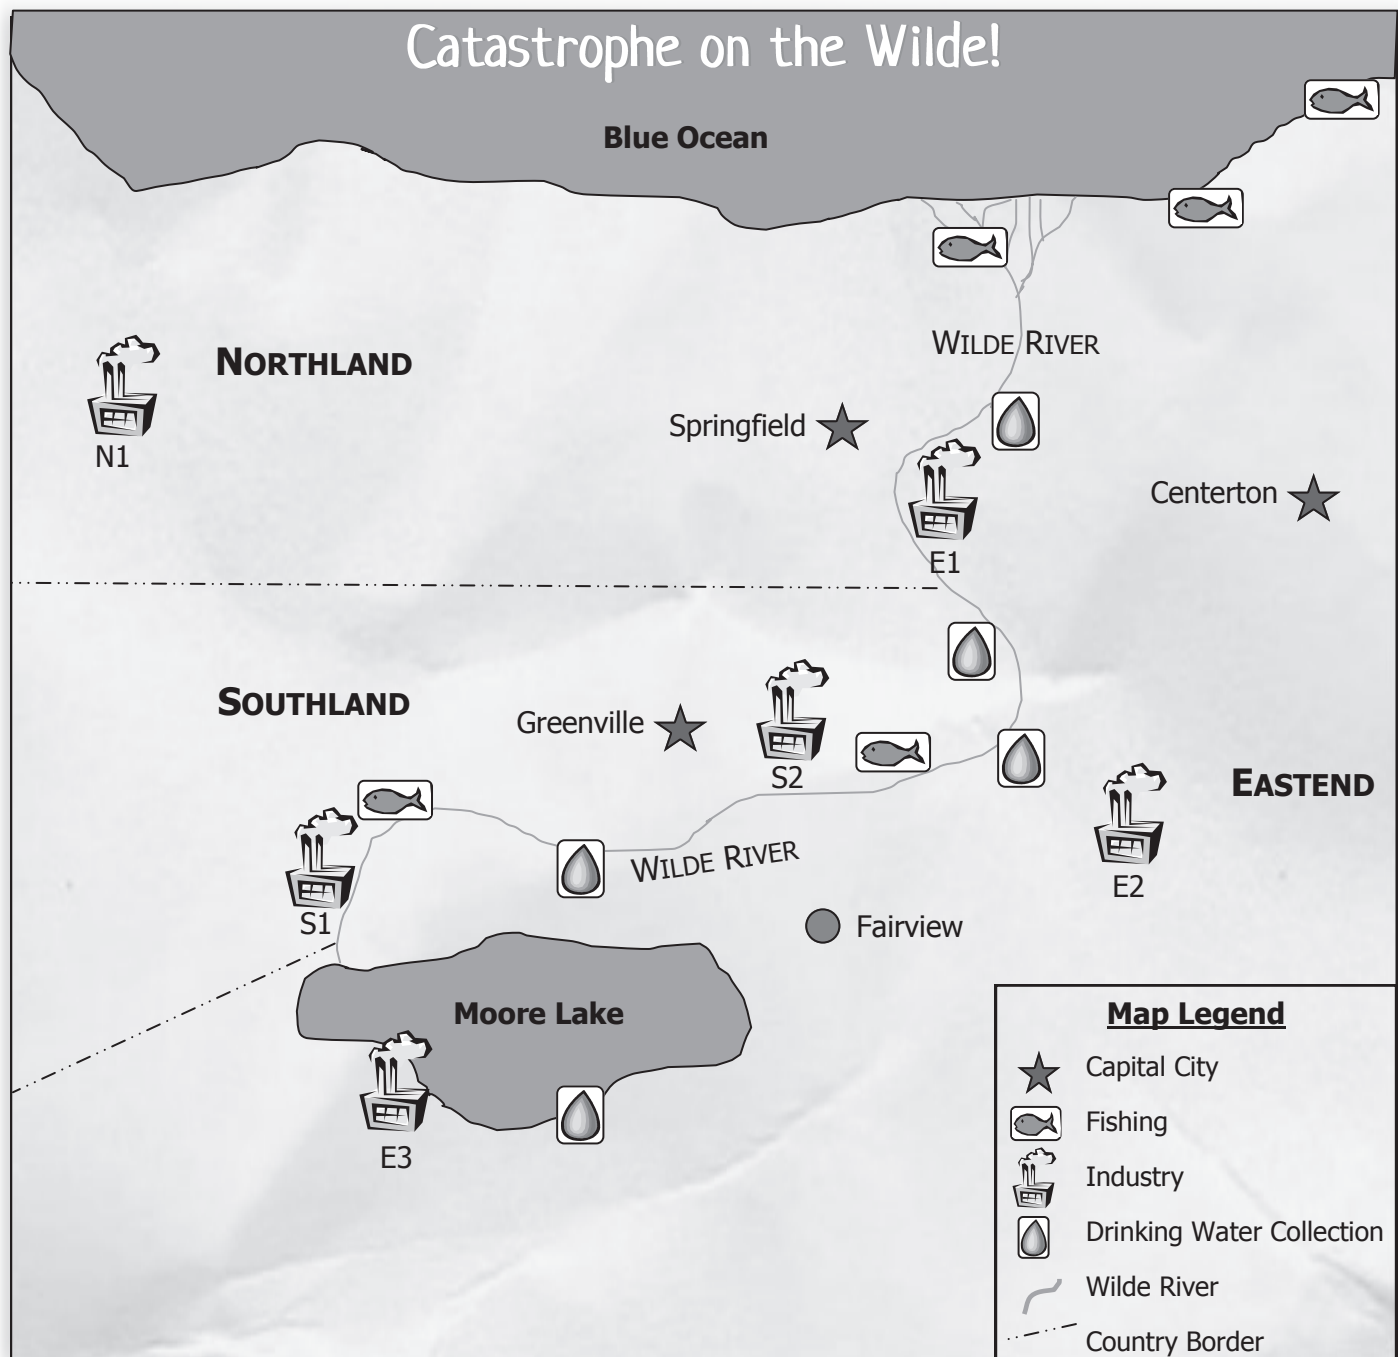 Catastrophe on the Wilde!
Blue Ocean
WILDE RIVER
NORTHLAND
Springfield
N1
Centerton
E1
SOUTHLAND
Greenville
S2
EASTEND
WILDE RIVER
E2
S1
Fairview
Moore Lake
E3
Map Legend
Capital City
Fishing
Industry
Drinking Water Collection
Wilde River
Country Border